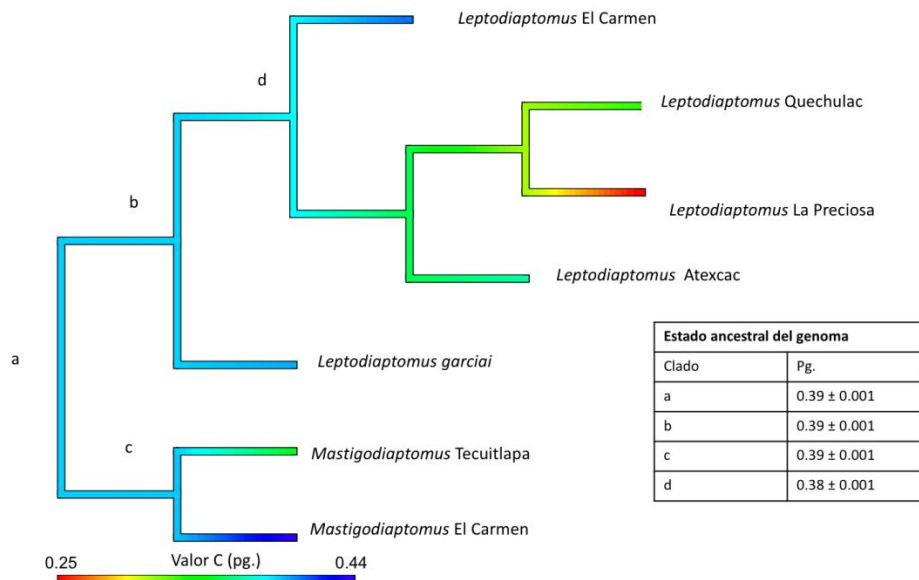 Leptodiaptomus El Carmen
d
Leptodiaptomus Quechulac
b
Leptodiaptomus La Preciosa
Leptodiaptomus Atexcac
a
Leptodiaptomus garciai
c
Mastigodiaptomus Tecuitlapa
Mastigodiaptomus El Carmen
0.25 Valor C (pg.) 0.44
Estado ancestral del genoma
Clado Pg.
a 0.39 ± 0.001
b 0.39 ± 0.001
c 0.39 ± 0.001
d 0.38 ± 0.001